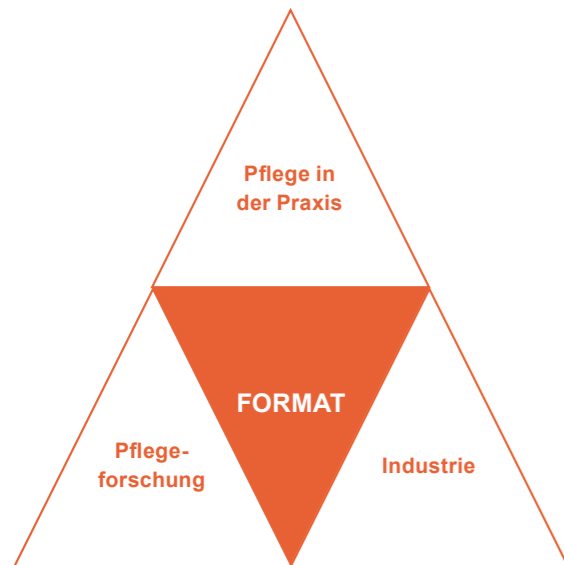 Pflege in
der Praxis
FORMAT
Pflege-
forschung
Industrie